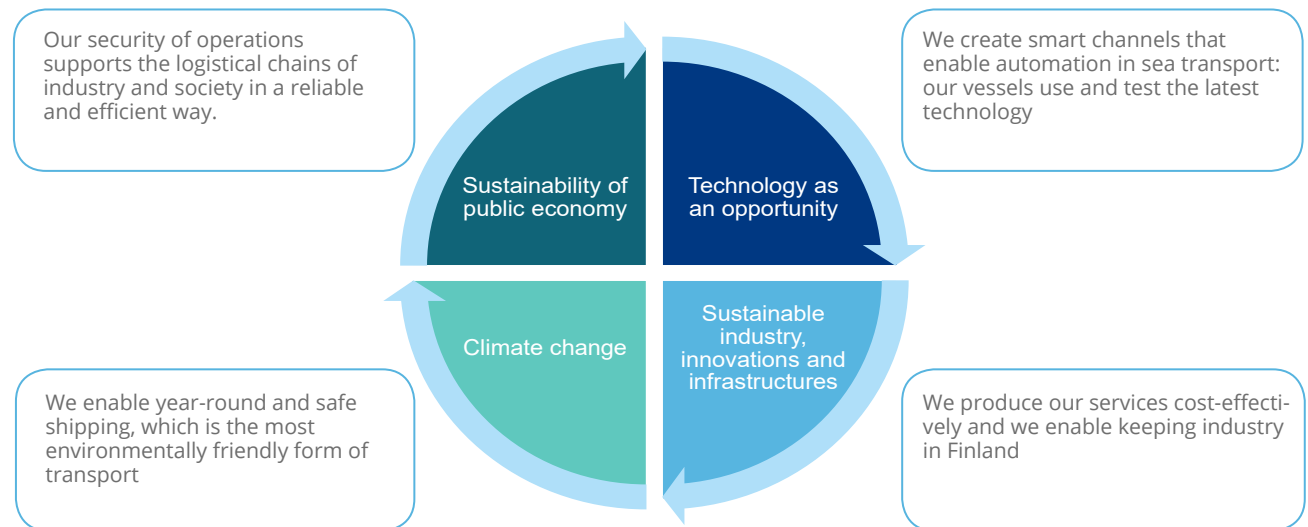 Our security of operations
supports the logistical chains of
industry and society in a reliable
and efficient way.
We create smart channels that
enable automation in sea transport:
our vessels use and test the latest
technology
Sustainability of
public economy
Technology as
an opportunity
Climate change
Sustainable
industry,
innovations and
infrastructures
We enable year-round and safe
shipping, which is the most
environmentally friendly form of
transport
We produce our services cost-effecti-
vely and we enable keeping industry
in Finland